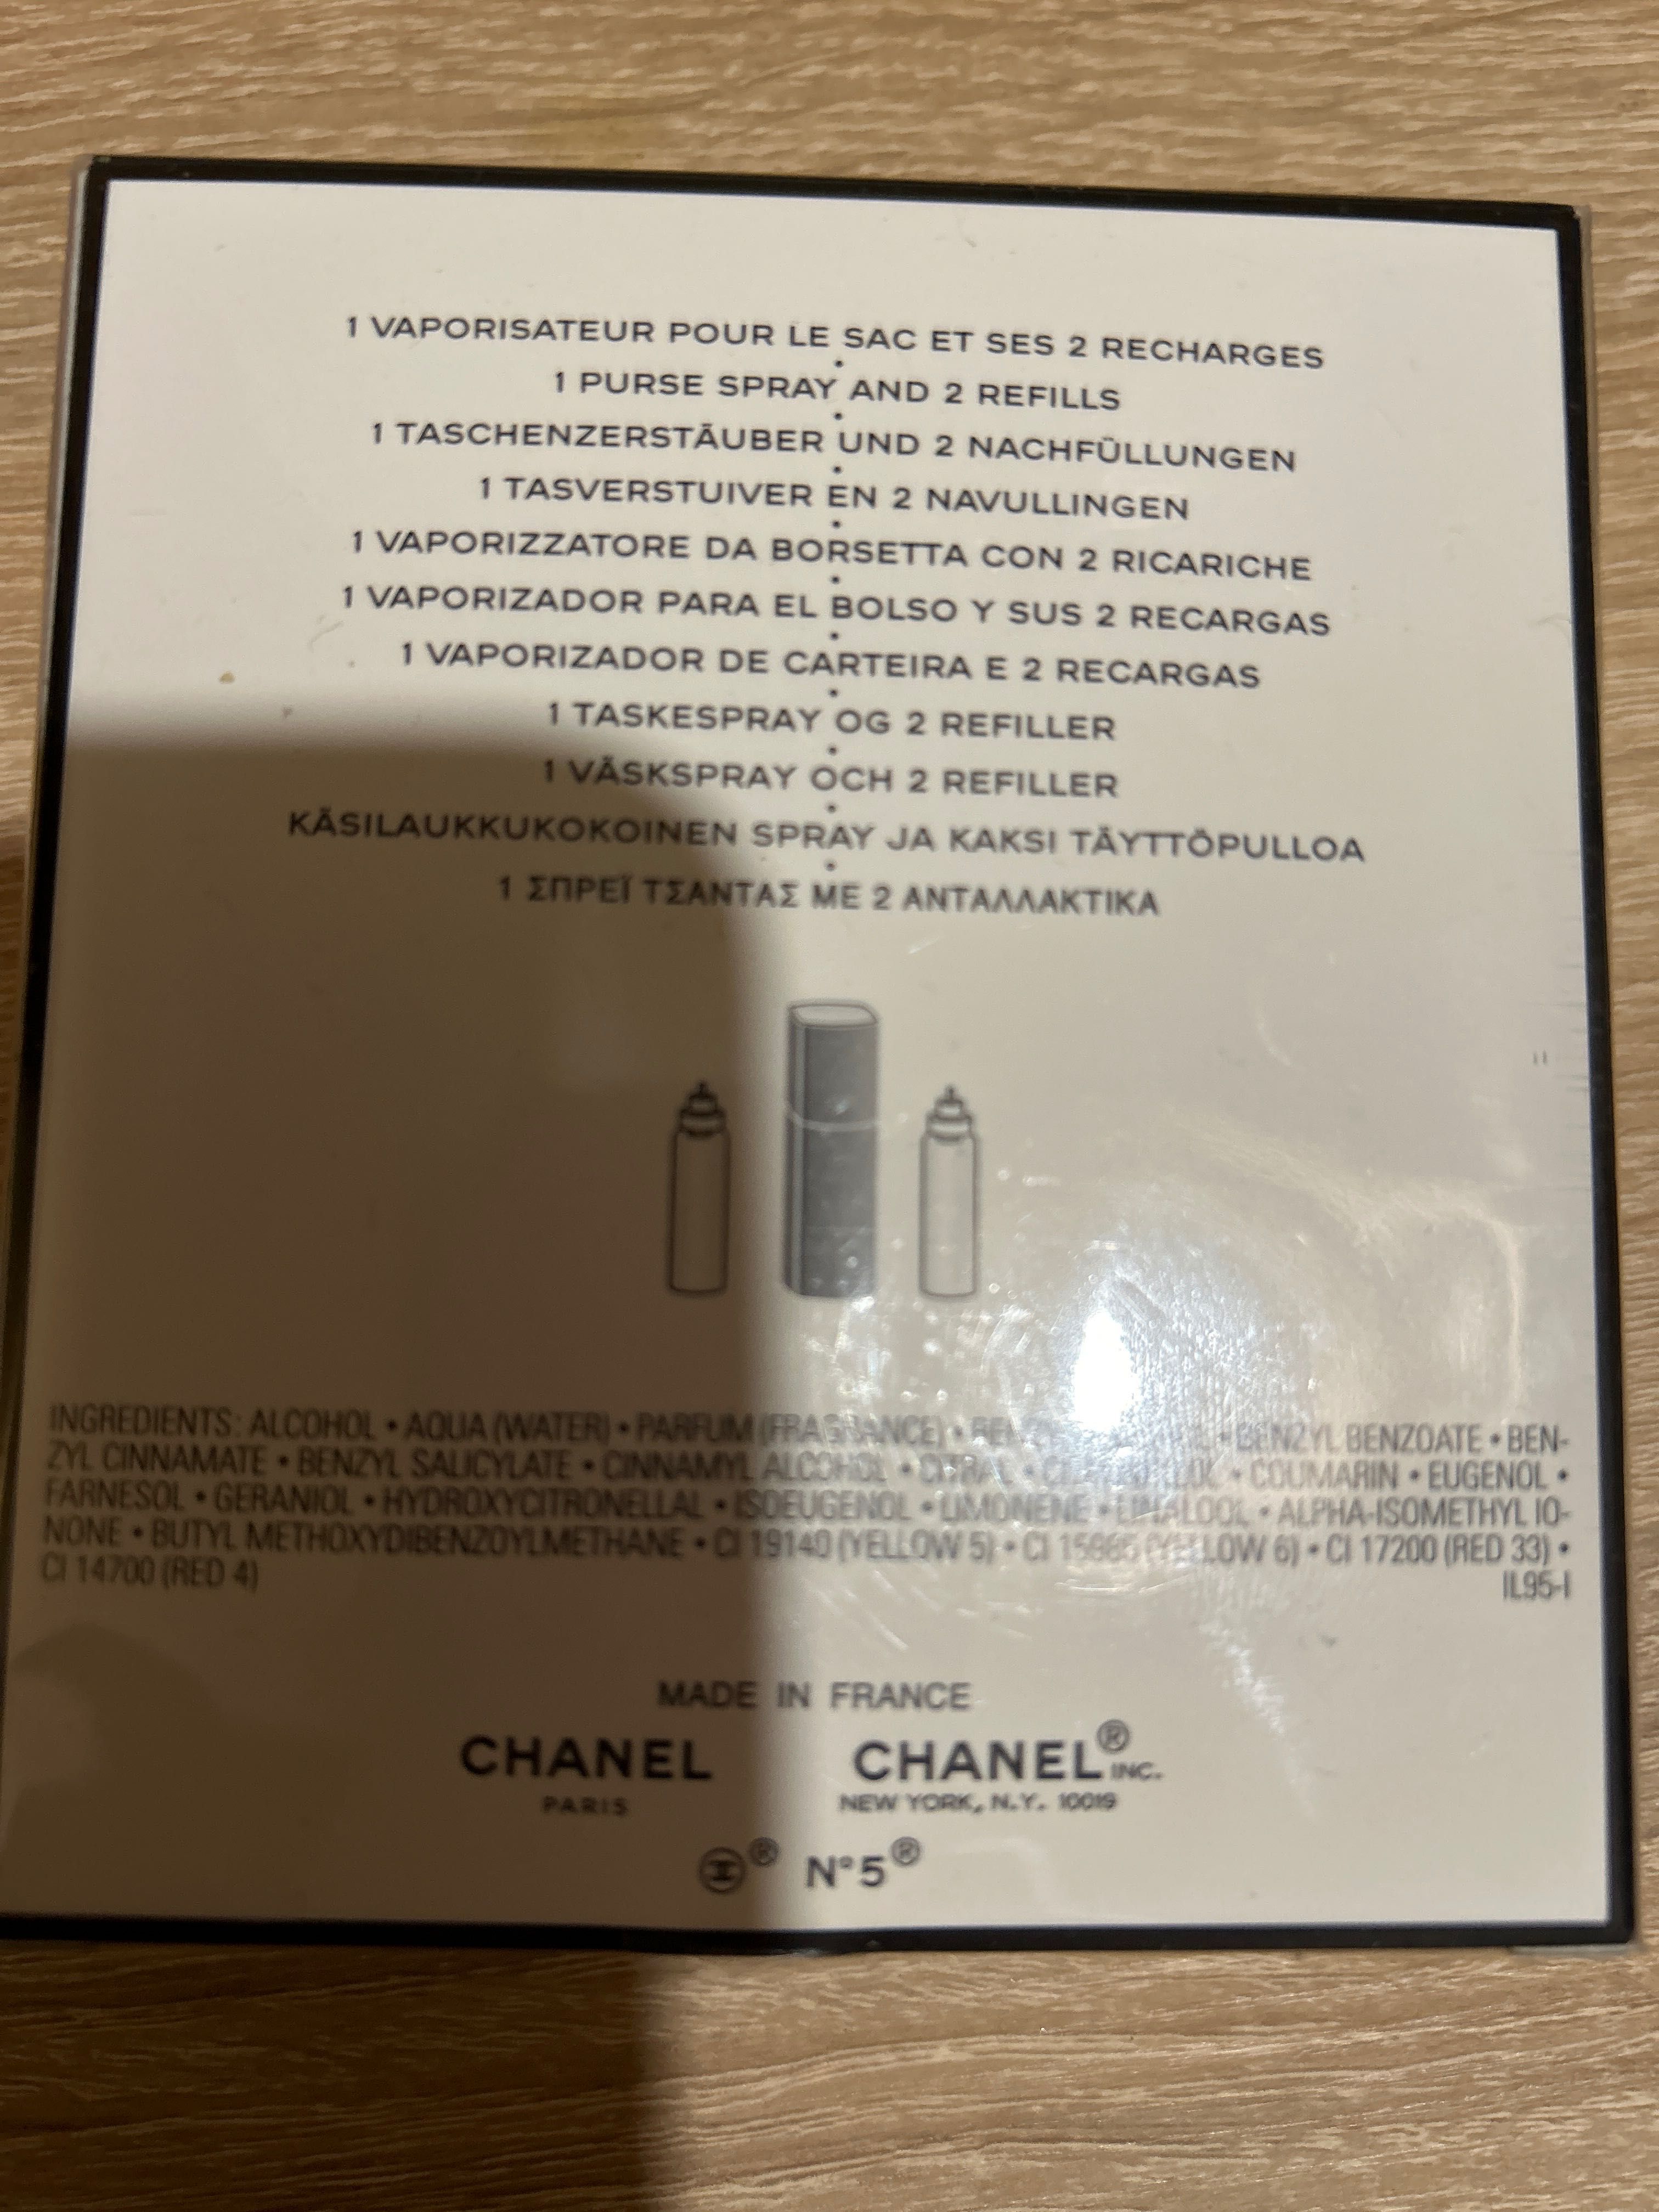 1 VAPORISATEUR POUR LE SAC ET SES 2 RECHARGES
•
1 PURSE SPRAY AND 2 REFILLS
•
1 TASCHENZERSTÄUBER UND 2 NACHFÜLLUNGEN
•
1 TASVERSTUIVER EN 2 NAVULLINGEN
•
1 VAPORIZZATORE DA BORSETTA CON 2 RICARICHE
•
1 VAPORIZADOR PARA EL BOLSO Y SUS 2 RECARGAS
•
1 VAPORIZADOR DE CARTEIRA E 2 RECARGAS
•
1 TASKESPRAY OG 2 REFILLER
•
1 VÄSKSPRAY OCH 2 REFILLER
•
KÄSILAUKKUKOKOINEN SPRAY JA KAKSI TÄYTTÖPULLOA
•
1 ΣΠΡΕΪ ΤΣΑΝΤΑΣ ΜΕ 2 ΑΝΤΑΛΛΑΚΤΙΚΑ
INGREDIENTS: ALCOHOL • AQUA (WATER) • PARFUM (FRAGRANCE) • • BENZYL BENZOATE • BEN-
ZYL CINNAMATE • BENZYL SALICYLATE • CINNAMYL ALCOHOL • CITRAL • • COUMARIN • EUGENOL •
FARNESOL • GERANIOL • HYDROXYCITRONELLAL • ISOEUGENOL • LIMONENE • LINALOOL • ALPHA-ISOMETHYL IO-
NONE • BUTYL METHOXYDIBENZOYLMETHANE • CI 19140 (YELLOW 5) • CI 15985 (YELLOW 6) • CI 17200 (RED 33) •
CI 14700 (RED 4) IL95-I
MADE IN FRANCE
CHANEL CHANEL® INC.
PARIS NEW YORK, N.Y. 10019
® N°5®